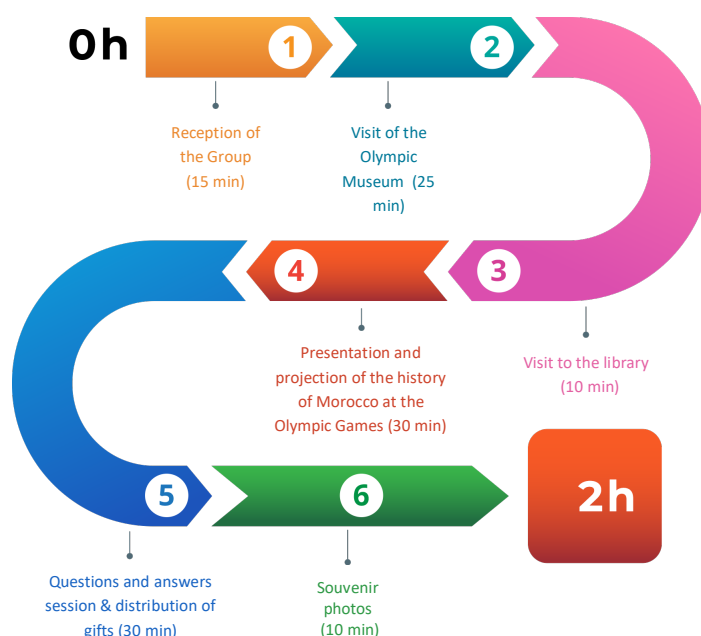 0h
1
2
Reception of
the Group
(15 min)
Visit of the
Olympic
Museum (25
min)
4
3
Presentation and
projection of the history
of Morocco at the
Olympic Games (30 min)
Visit to the library
(10 min)
5
6
2h
Questions and answers
session & distribution of
gifts (30 min)
Souvenir
photos
(10 min)